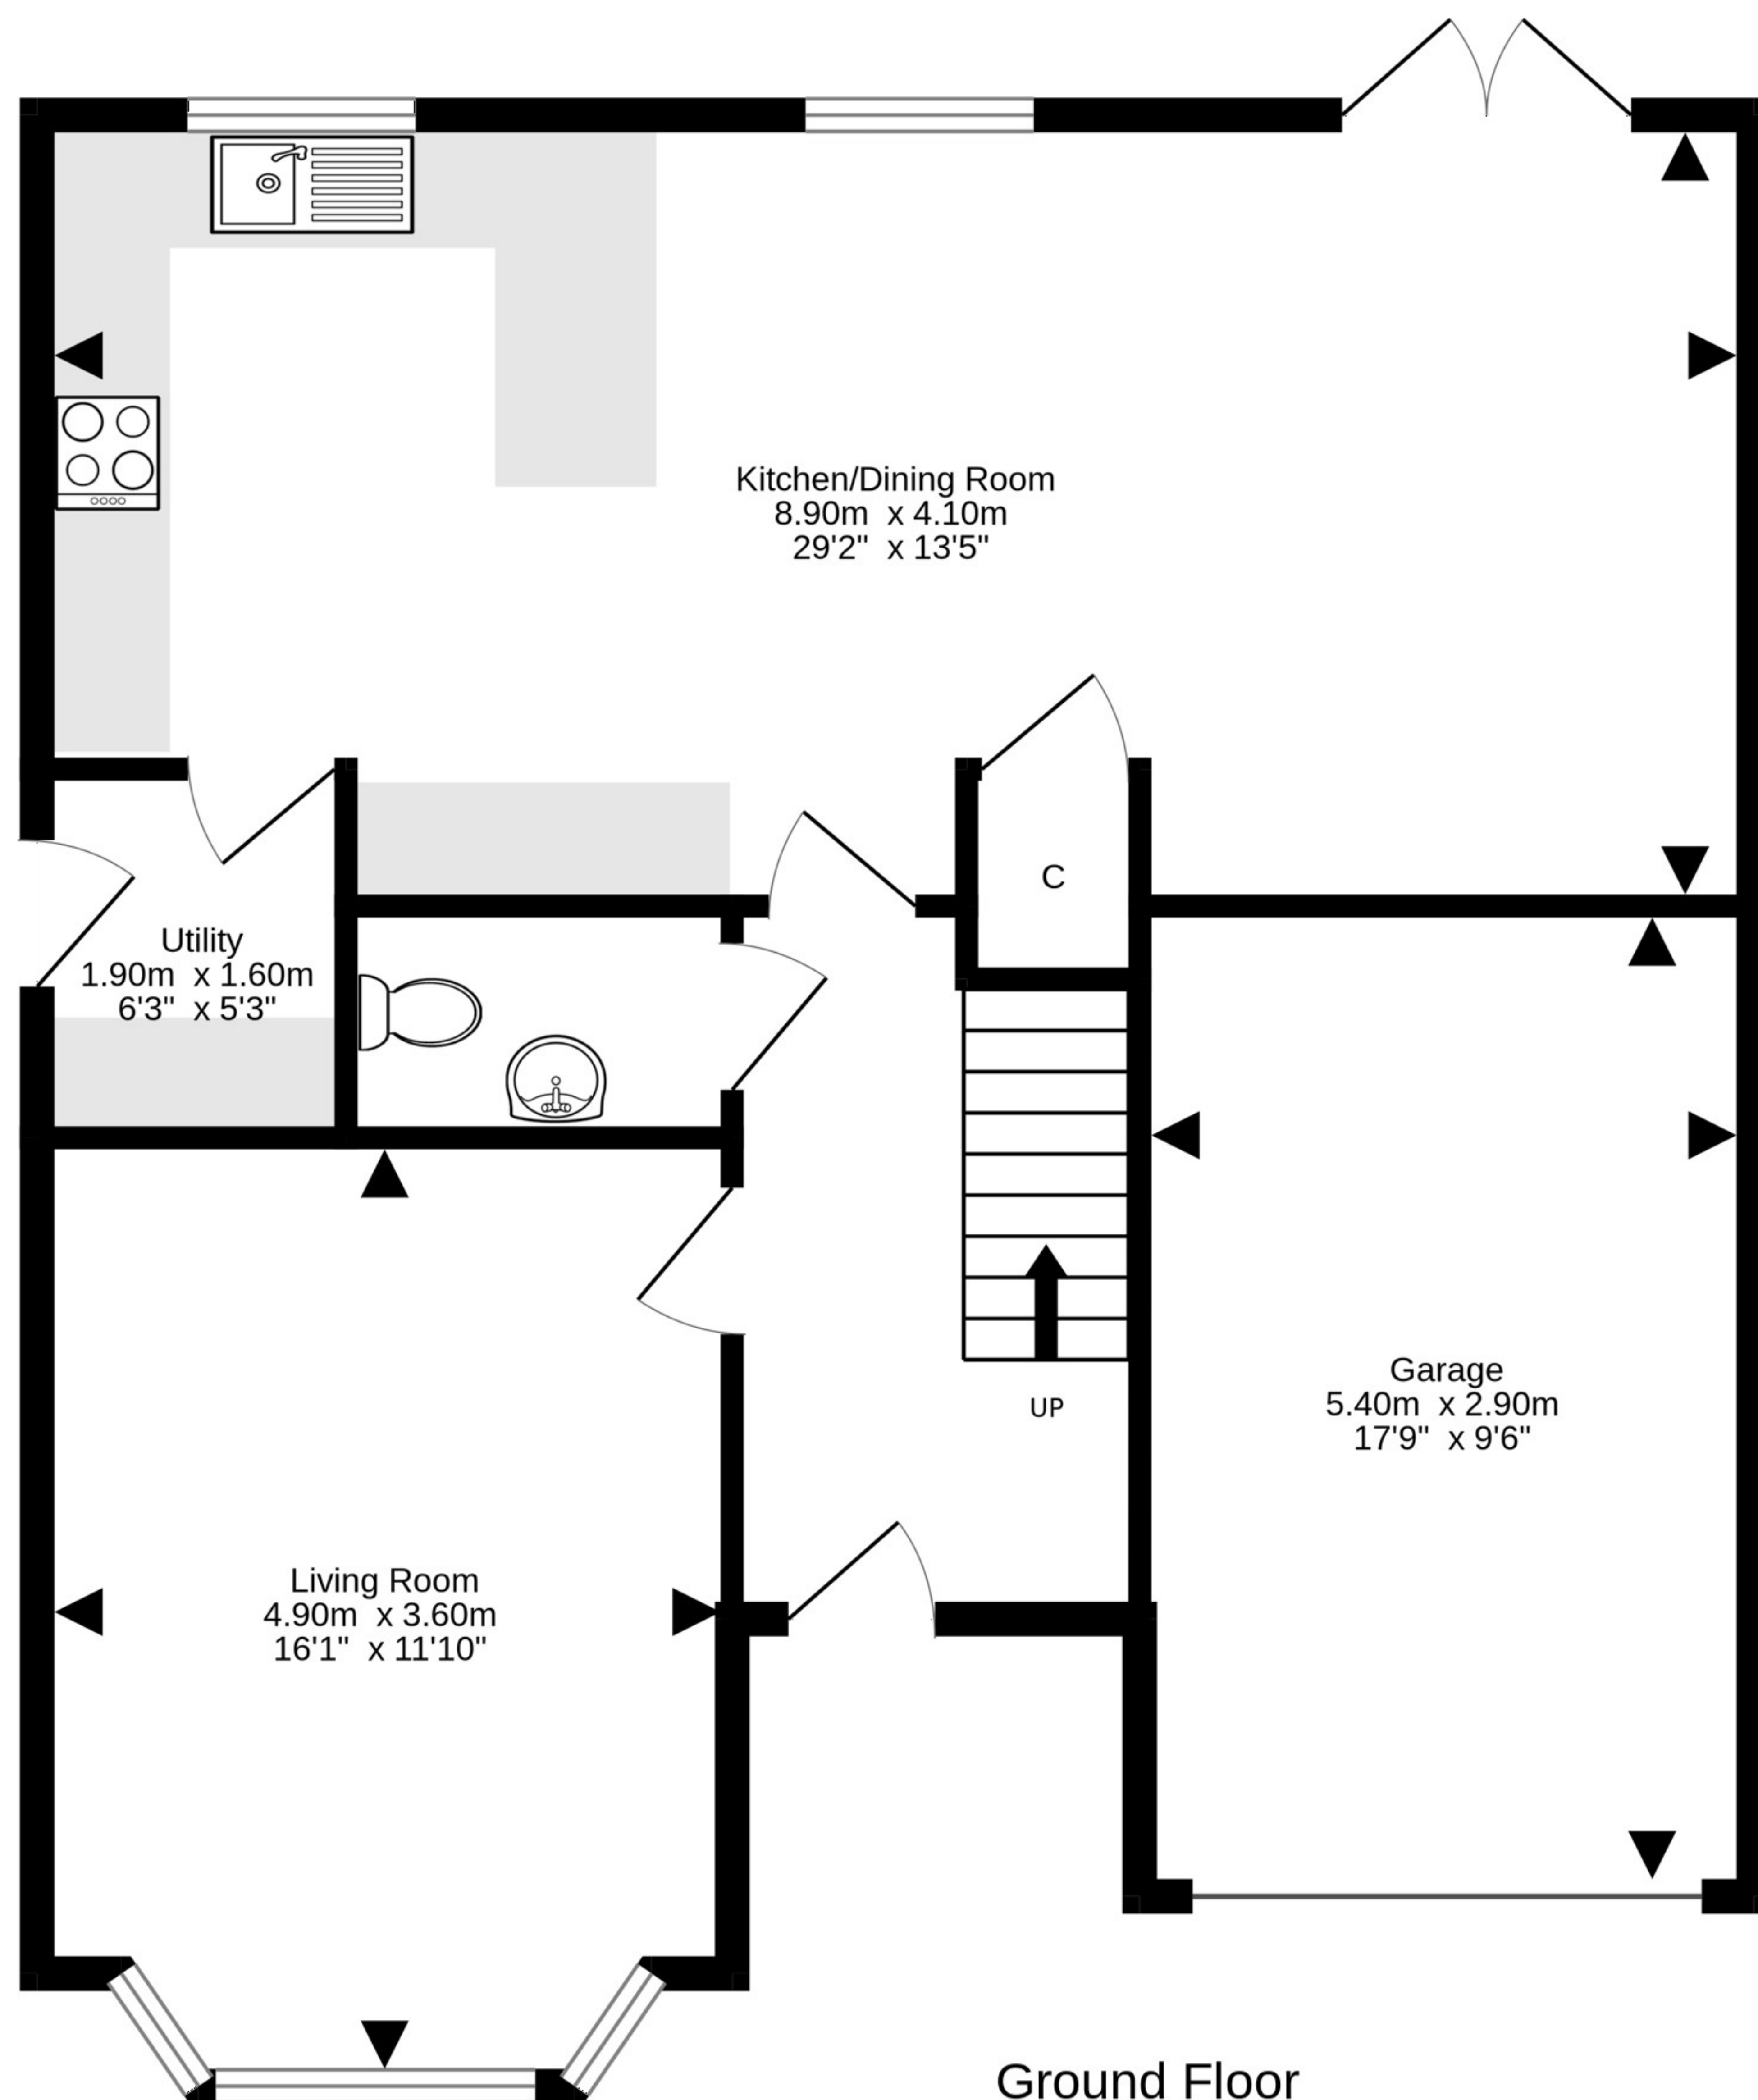 Kitchen/Dining Room
8.90m x 4.10m
29'2" x 13'5"
C
Utility
1.90m x 1.60m
6'3" x 5'3"
Garage
5.40m x 2.90m
17'9" x 9'6"
UP
Living Room
4.90m x 3.60m
16'1" x 11'10"
Ground Floor